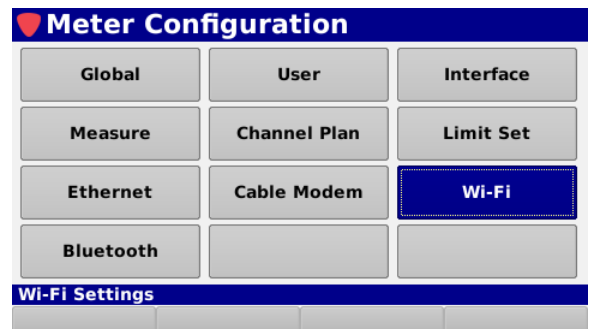 Meter Configuration
Global User Interface
Measure Channel Plan Limit Set
Ethernet Cable Modem Wi-Fi
Bluetooth
Wi-Fi Settings